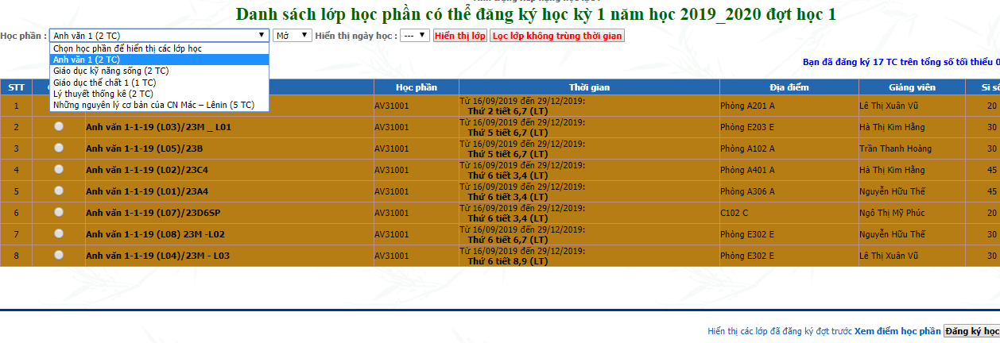 Danh sách lớp học phần có thể đăng ký học kỳ 1 năm học 2019_2020 đợt học 1
Học phần : Anh văn 1 (2 TC) Mở Hiển thị ngày học : --- Hiển thị lớp Lọc lớp không trùng thời gian
Chọn học phần để hiển thị các lớp học
Anh văn 1 (2 TC)
Giáo dục kỹ năng sống (2 TC)
Giáo dục thể chất 1 (1 TC)
Lý thuyết thống kê (2 TC)
Những nguyên lý cơ bản của CN Mác – Lênin (5 TC)
Bạn đã đăng ký 17 TC trên tổng số tối thiểu 0
STT Học phần Thời gian Địa điểm Giảng viên Sĩ số
1 AV31001 Từ 16/09/2019 đến 29/12/2019: Phòng A201 A Lê Thị Xuân Vũ 20
Thứ 2 tiết 6,7 (LT)
2 Anh văn 1-1-19 (L03)/23M _ L01 AV31001 Từ 16/09/2019 đến 29/12/2019: Phòng E203 E Hà Thị Kim Hằng 30
Thứ 5 tiết 6,7 (LT)
3 Anh văn 1-1-19 (L05)/23B AV31001 Từ 16/09/2019 đến 29/12/2019: Phòng A102 A Trần Thanh Hoàng 30
Thứ 5 tiết 6,7 (LT)
4 Anh văn 1-1-19 (L02)/23C4 AV31001 Từ 16/09/2019 đến 29/12/2019: Phòng A401 A Hà Thị Kim Hằng 45
Thứ 6 tiết 3,4 (LT)
5 Anh văn 1-1-19 (L01)/23A4 AV31001 Từ 16/09/2019 đến 29/12/2019: Phòng A306 A Nguyễn Hữu Thế 45
Thứ 6 tiết 3,4 (LT)
6 Anh văn 1-1-19 (L07)/23D6SP AV31001 Từ 16/09/2019 đến 29/12/2019: C102 C Ngô Thị Mỹ Phúc 20
Thứ 6 tiết 3,4 (LT)
7 Anh văn 1-1-19 (L08) 23M -L02 AV31001 Từ 16/09/2019 đến 29/12/2019: Phòng E302 E Nguyễn Hữu Thế 30
Thứ 6 tiết 6,7 (LT)
8 Anh văn 1-1-19 (L04)/23M - L03 AV31001 Từ 16/09/2019 đến 29/12/2019: Phòng E302 E Lê Thị Xuân Vũ 30
Thứ 6 tiết 8,9 (LT)
Hiển thị các lớp đã đăng ký đợt trước Xem điểm học phần Đăng ký học